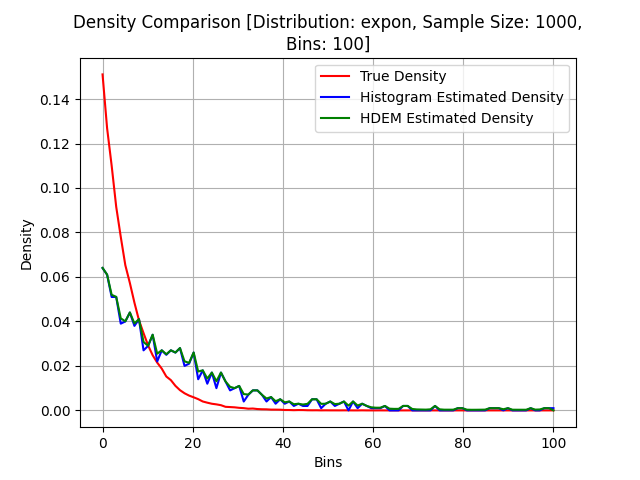 Density Comparison [Distribution: expon, Sample Size: 1000,
Bins: 100]
True Density
Histogram Estimated Density
HDEM Estimated Density
Density
0.14
0.12
0.10
0.08
0.06
0.04
0.02
0.00
0 20 40 60 80 100
Bins